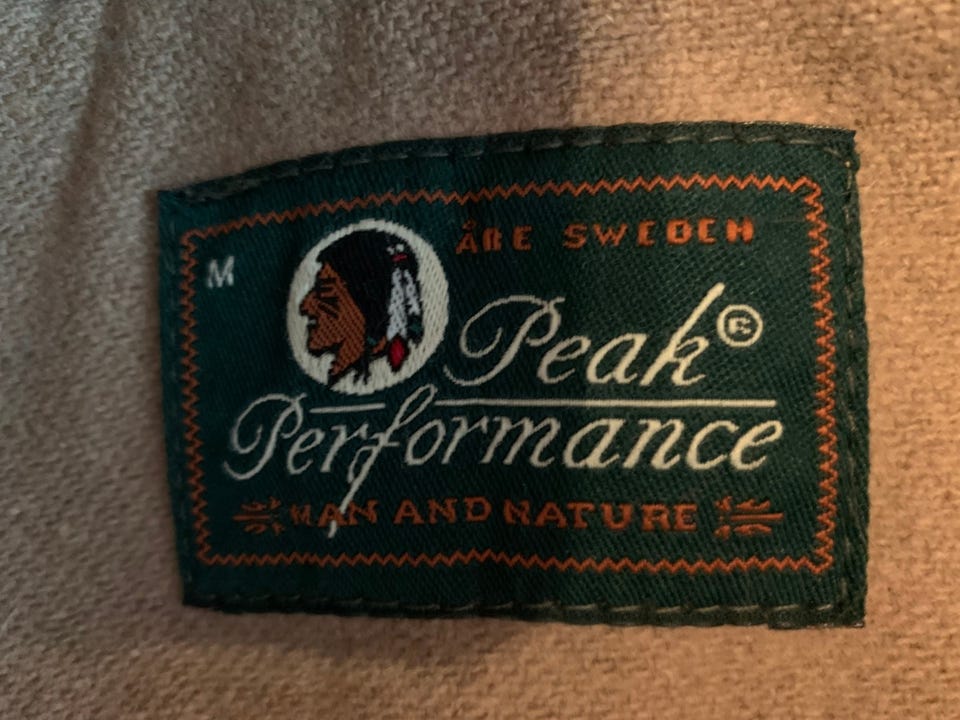 M
ÅRE SWEDEN
Peak®
Performance
MAN AND NATURE